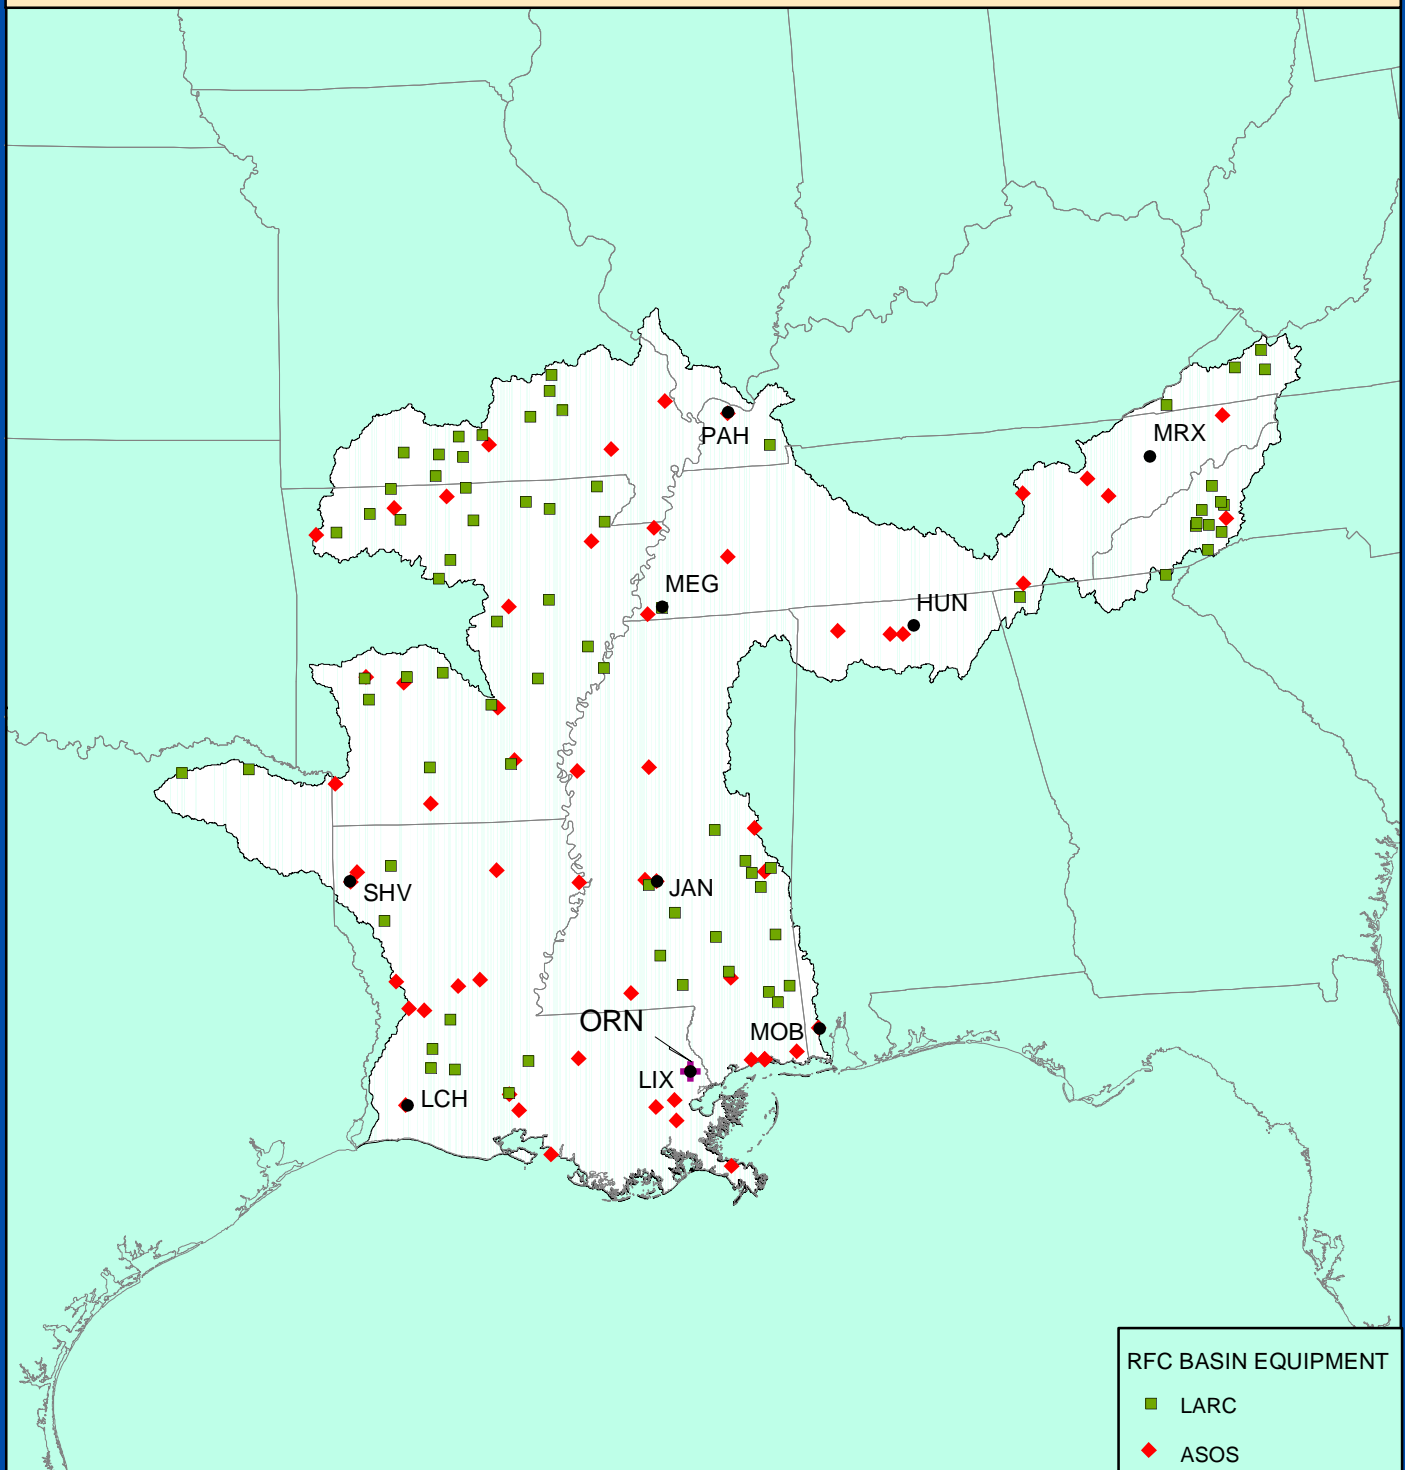 PAH
MRX
MEG
HUN
SHV
JAN
ORN
MOB
LIX
LCH
RFC BASIN EQUIPMENT
LARC
ASOS